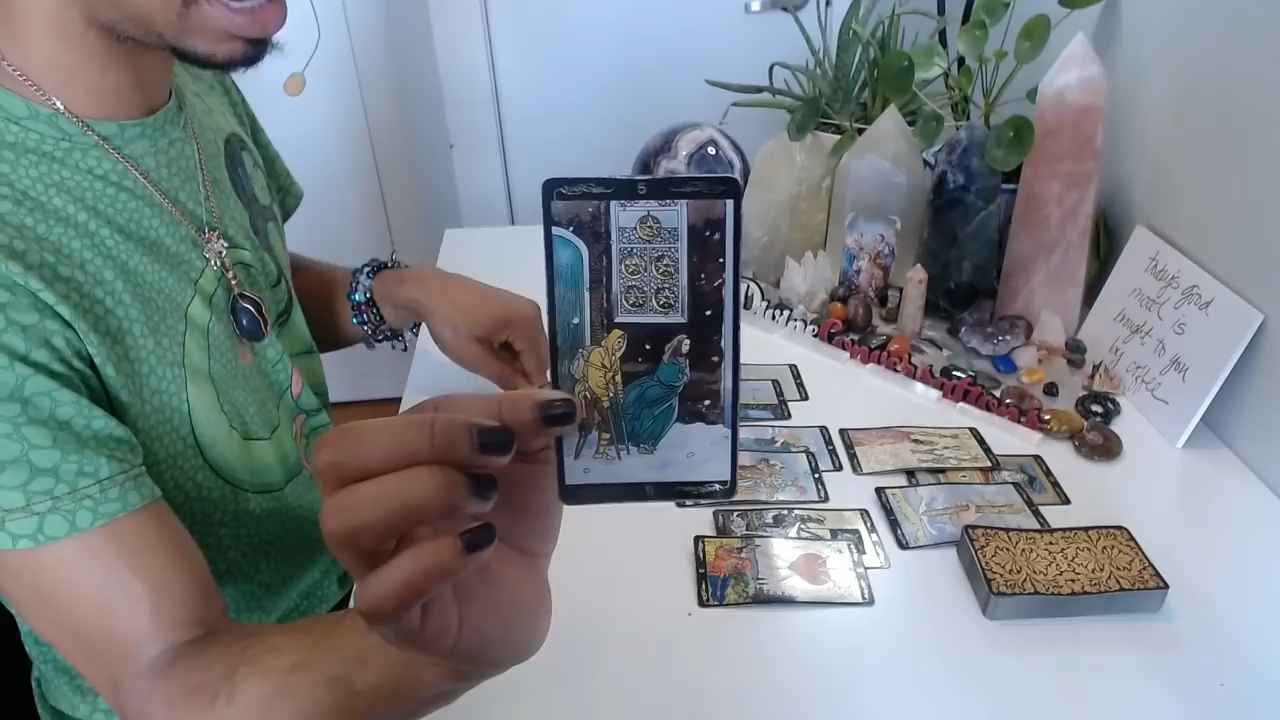 5
Divine Conversations
today's good
mood is
brought to you
by coffee